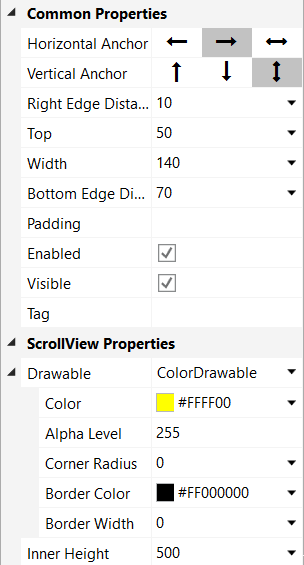 Common Properties
Horizontal Anchor
Vertical Anchor
Right Edge Dista... 10
Top 50
Width 140
Bottom Edge Di... 70
Padding
Enabled
Visible
Tag
ScrollView Properties
Drawable ColorDrawable
Color #FFFF00
Alpha Level 255
Corner Radius 0
Border Color #FF000000
Border Width 0
Inner Height 500